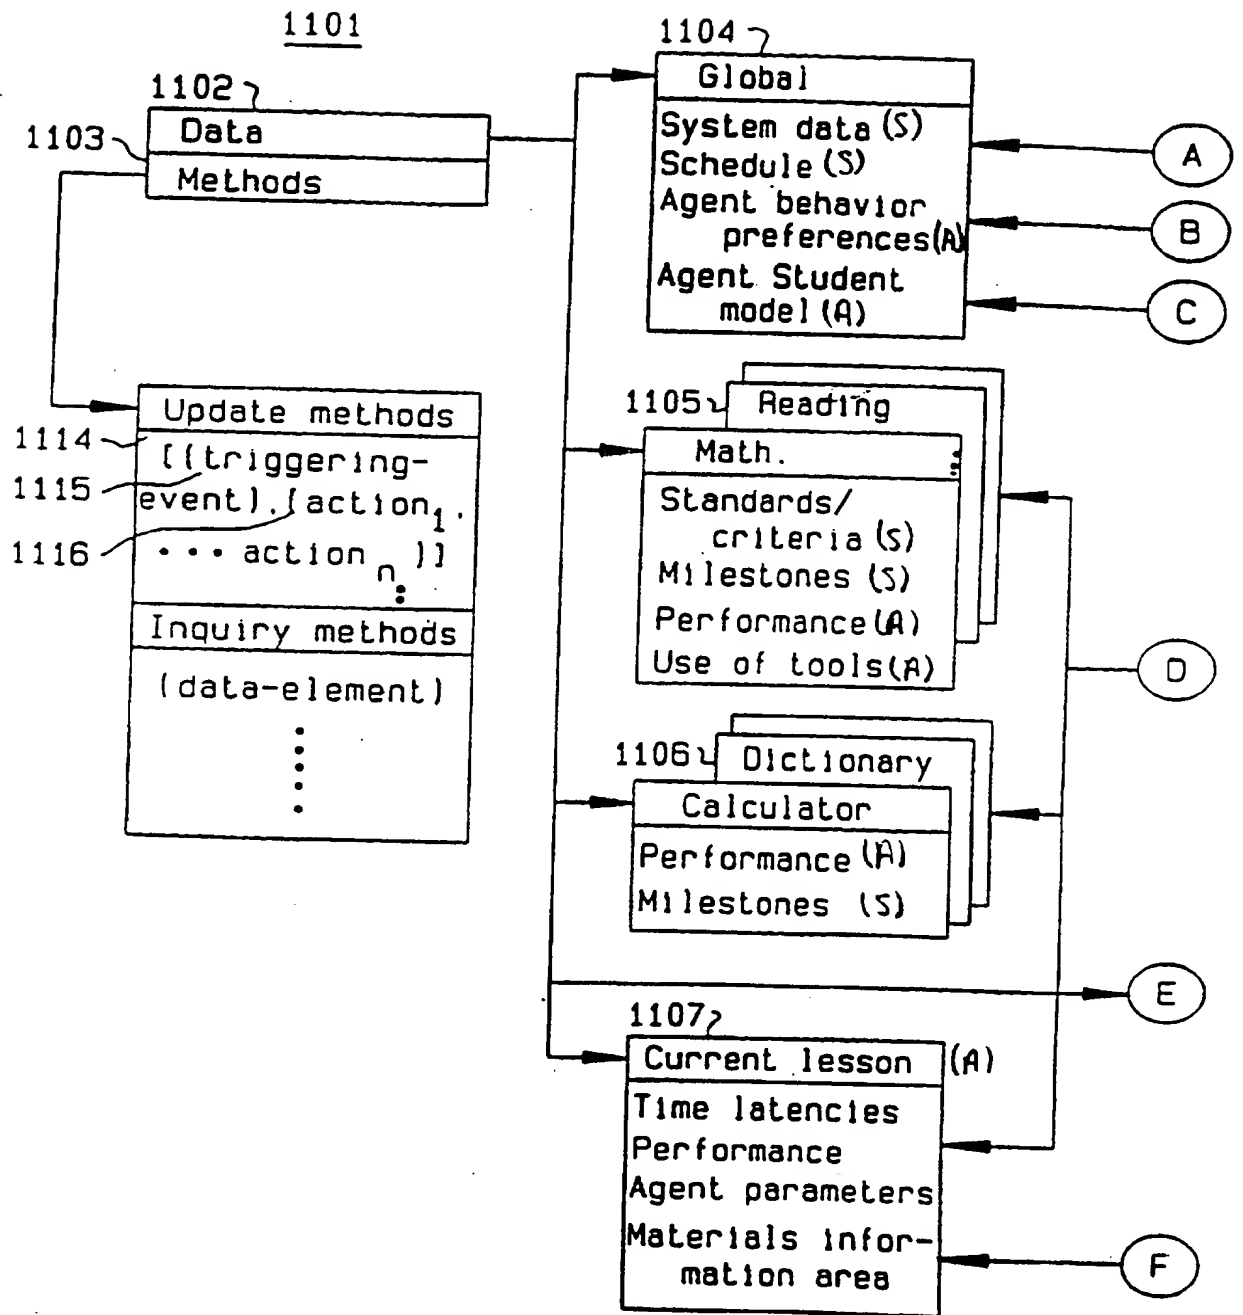 1101
1102
Data
1103
Methods
Update methods
1114
[((triggering-
1115
event),(action1,
1116
••• action n )]]
Inquiry methods
(data-element)
1104
Global
System data (S)
Schedule (S)
Agent behavior
preferences (A)
Agent Student
model (A)
A
B
C
1105
Reading
Math.
Standards/
criteria (S)
Milestones (S)
Performance (A)
Use of tools (A)
D
1106
Dictionary
Calculator
Performance (A)
Milestones (S)
E
1107
Current lesson (A)
Time latencies
Performance
Agent parameters
Materials infor-
mation area
F